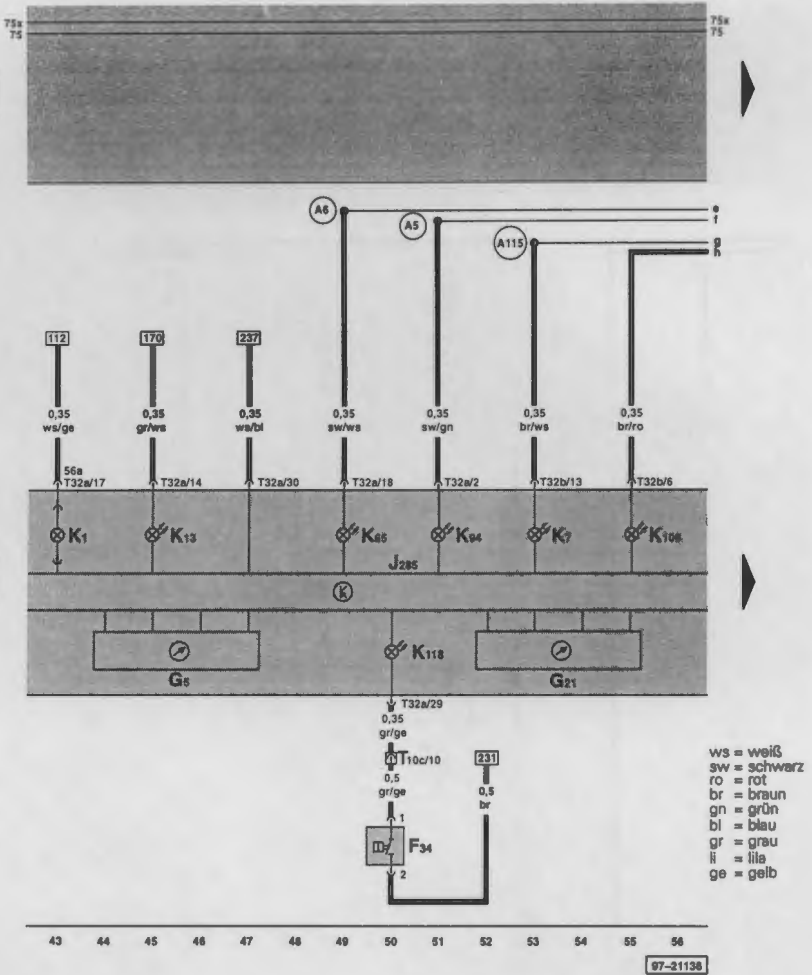 75x 75x
75 75
A6
e
A5
f
A115
g
h
112 170 237
0,35 0,35 0,35 0,35 0,35 0,35 0,35
ws/ge gr/ws ws/bl sw/ws sw/gn br/ws br/ro
56a
T32a/17 T32a/14 T32a/30 T32a/18 T32a/2 T32b/13 T32b/6
K1 K13 K65 K94 K7
J285
K
K118
G5 G21
T32a/29
0,35
gr/ge
T10c/10 231
0,5 0,5
gr/ge br
1
F34
2
ws = weiß
sw = schwarz
ro = rot
br = braun
gn = grün
bl = blau
gr = grau
li = lila
ge = gelb
43 44 45 46 47 48 49 50 51 52 53 54 55 56
97-21138